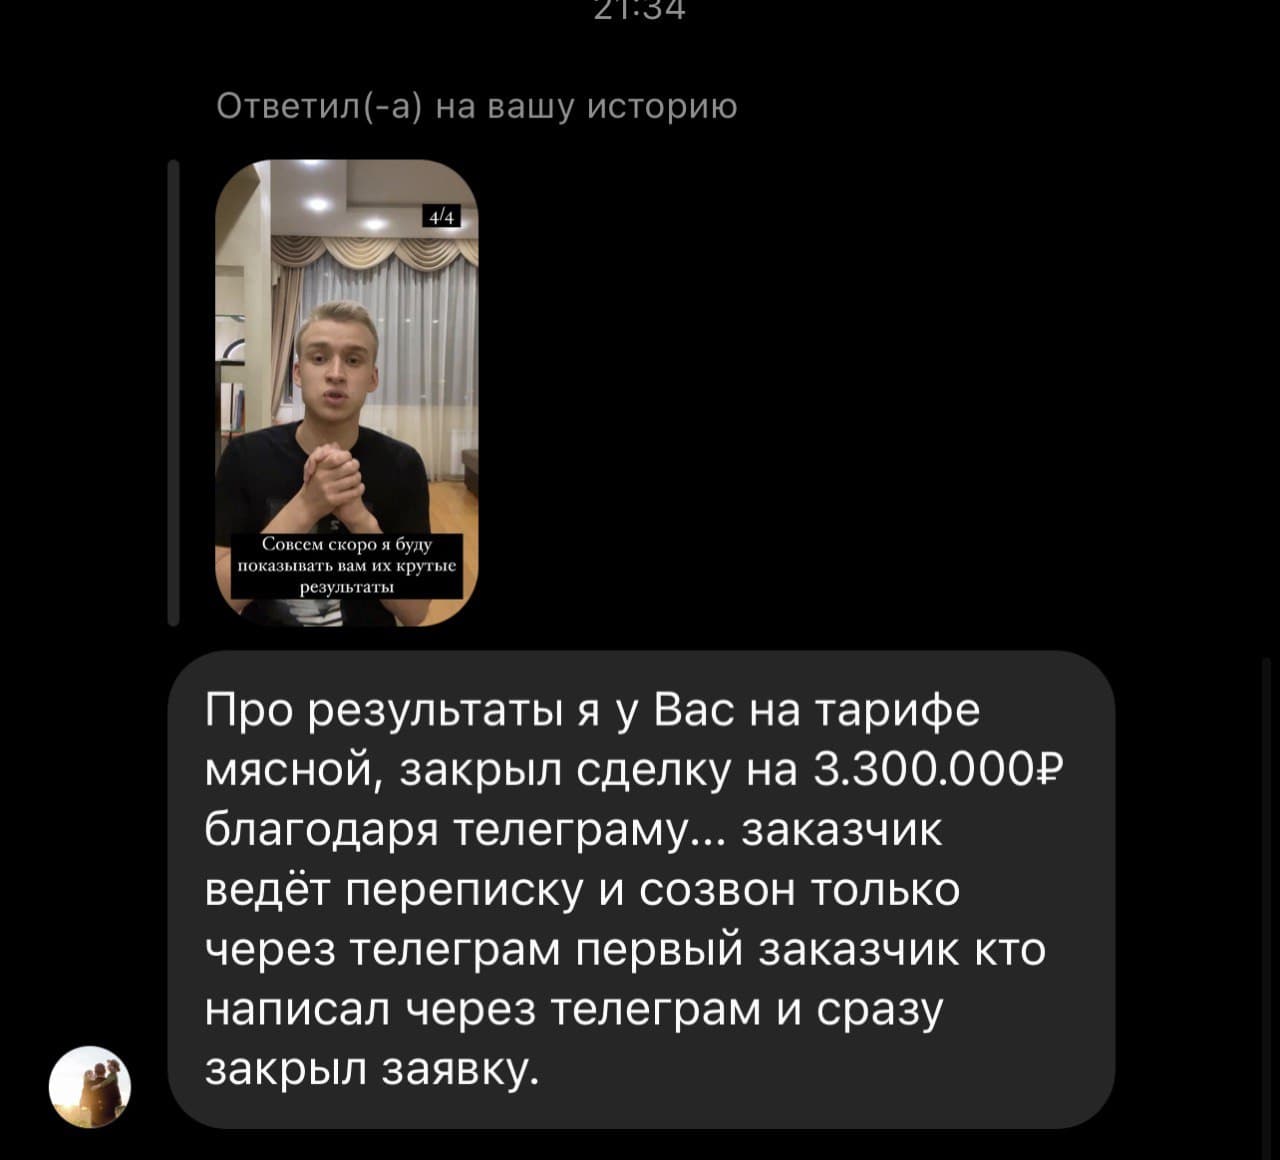 21:34
Ответил(-а) на вашу историю
4/4
Совсем скоро я буду
показывать вам их крутые
результаты
Про результаты я у Вас на тарифе
мясной, закрыл сделку на 3.300.000₽
благодаря телеграму... заказчик
ведёт переписку и созвон только
через телеграм первый заказчик кто
написал через телеграм и сразу
закрыл заявку.